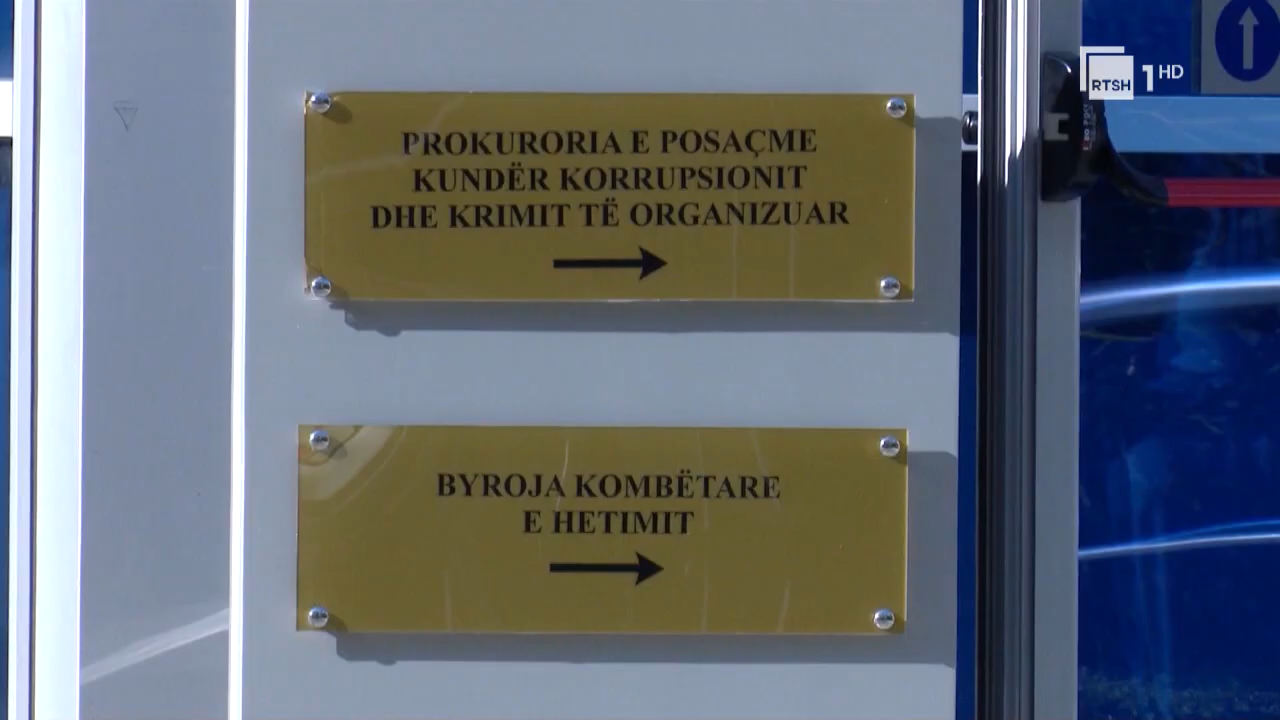 PROKURORIA E POSAÇME
KUNDËR KORRUPSIONIT
DHE KRIMIT TË ORGANIZUAR
BYROJA KOMBËTARE
E HETIMIT
RTSH 1 HD